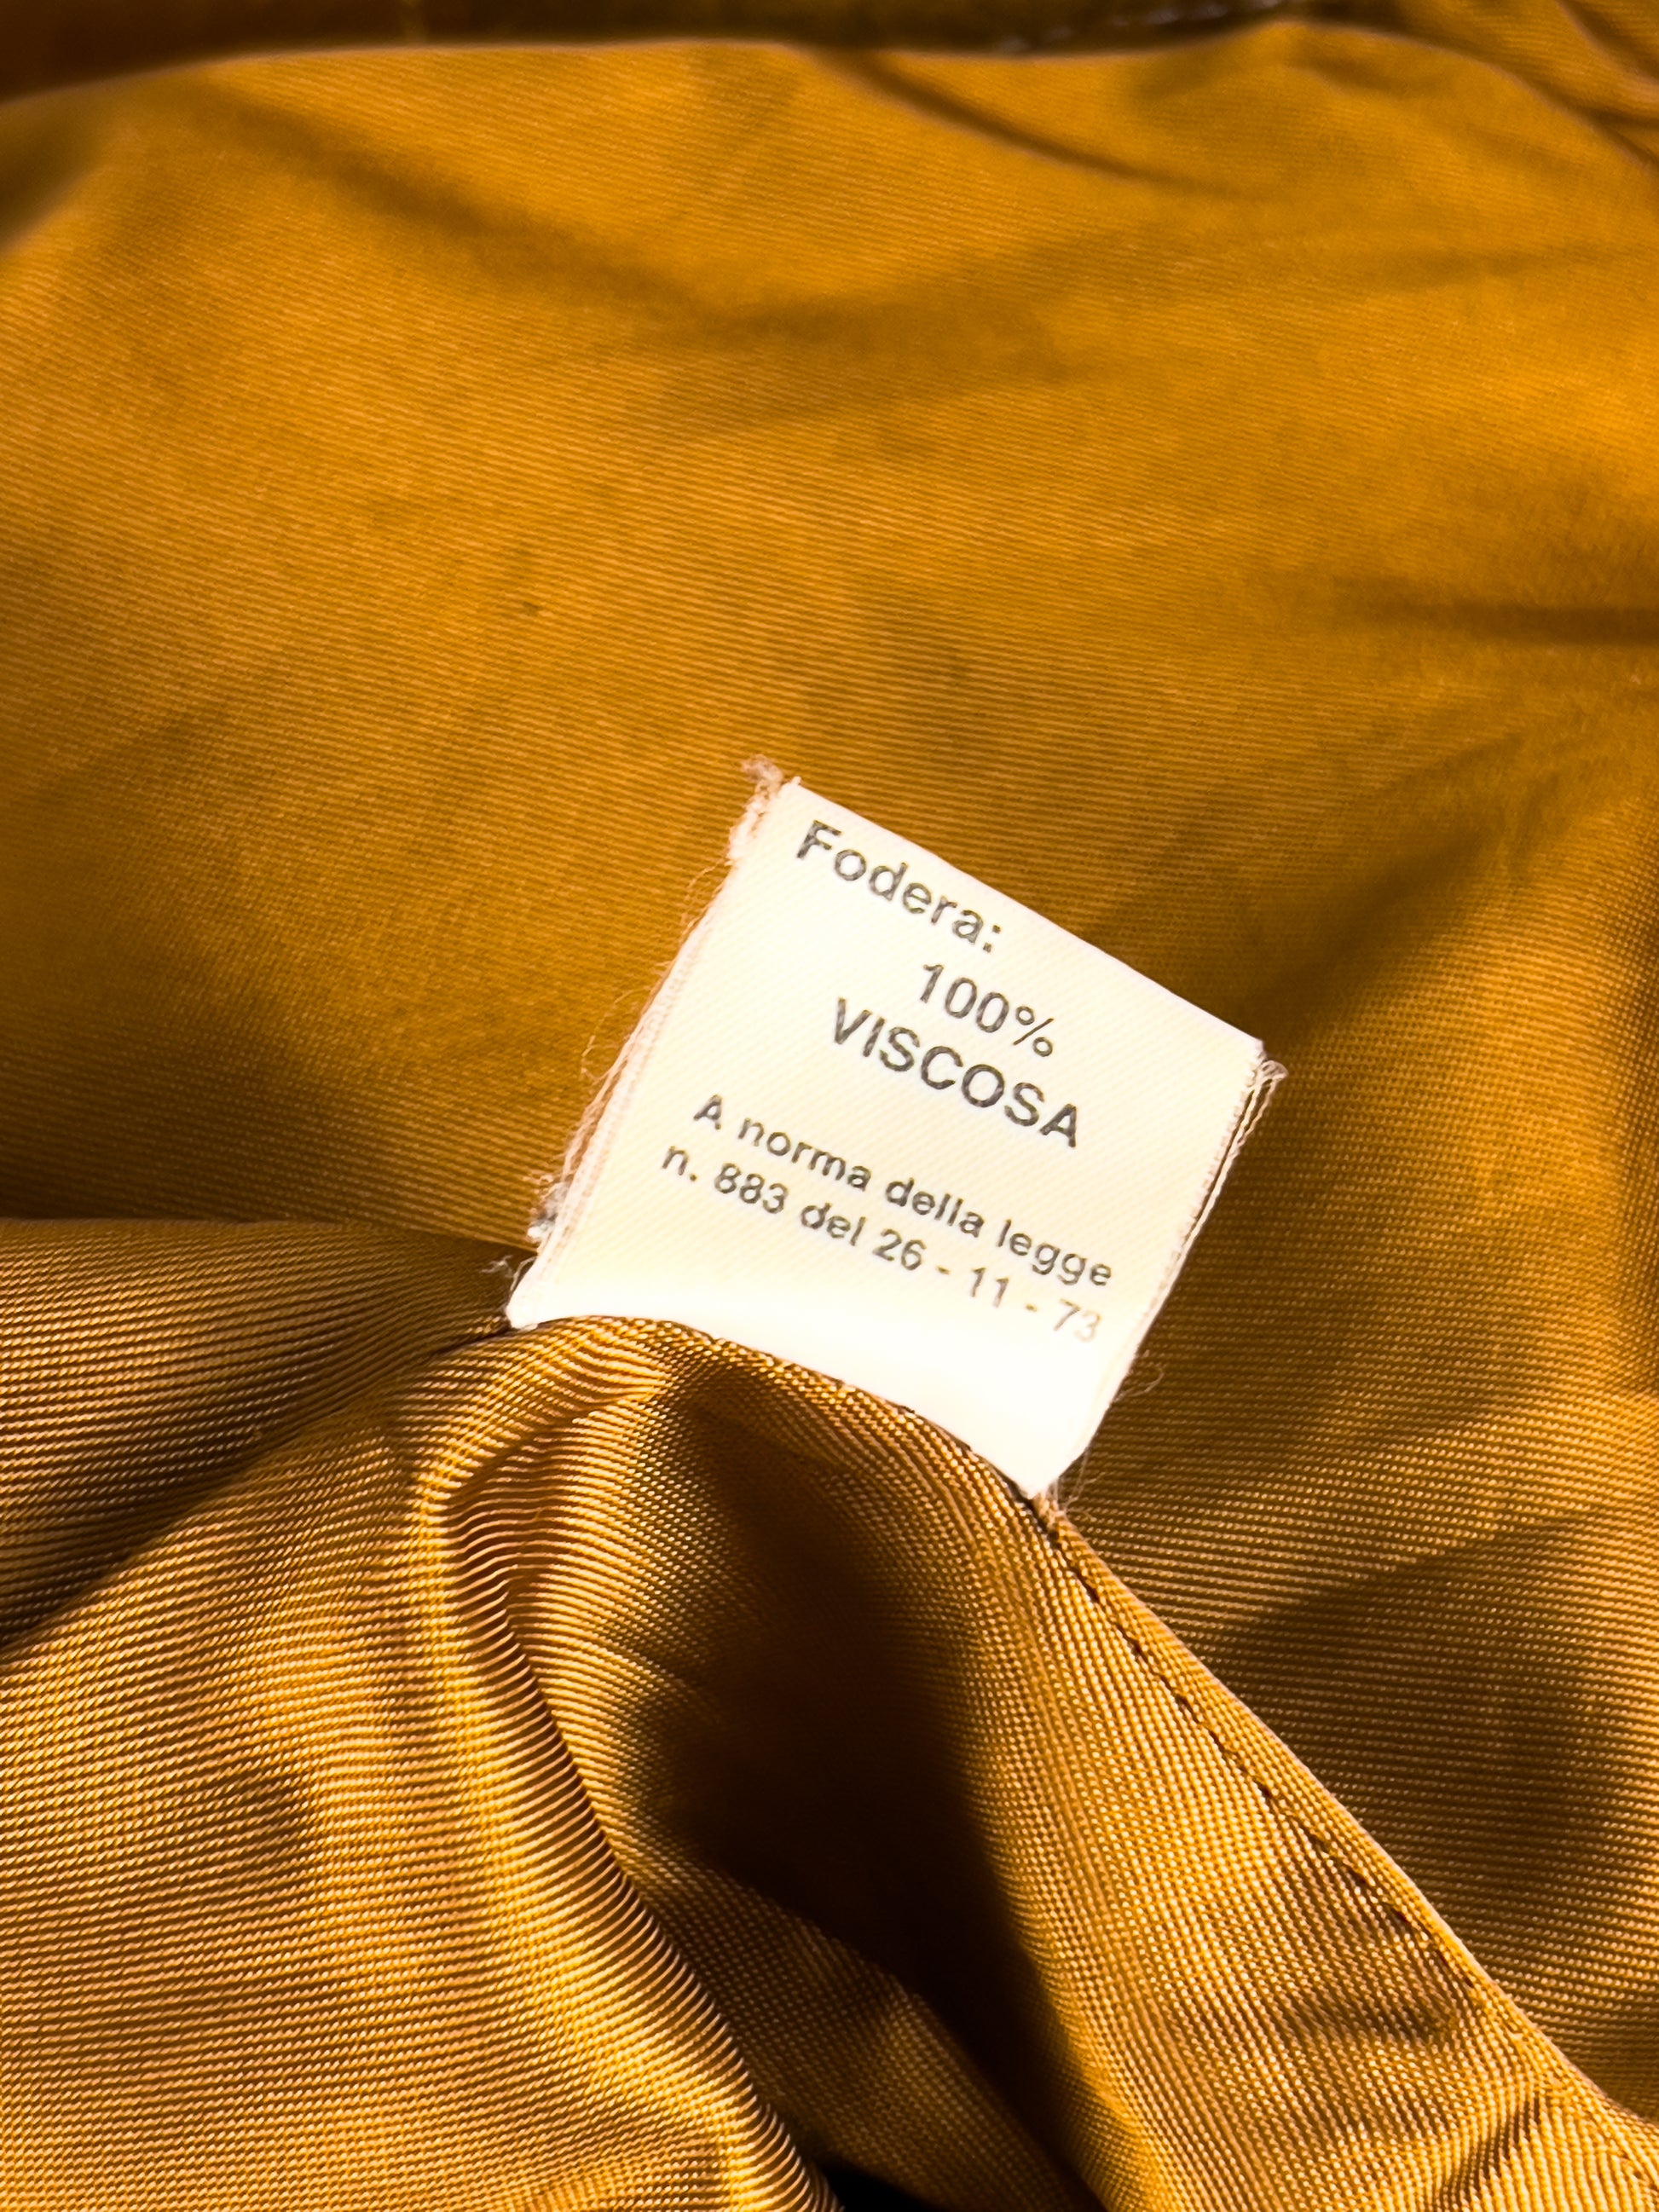 Fodera:
100%
VISCOSA
A norma della legge
n. 883 del 26 - 11 - 73